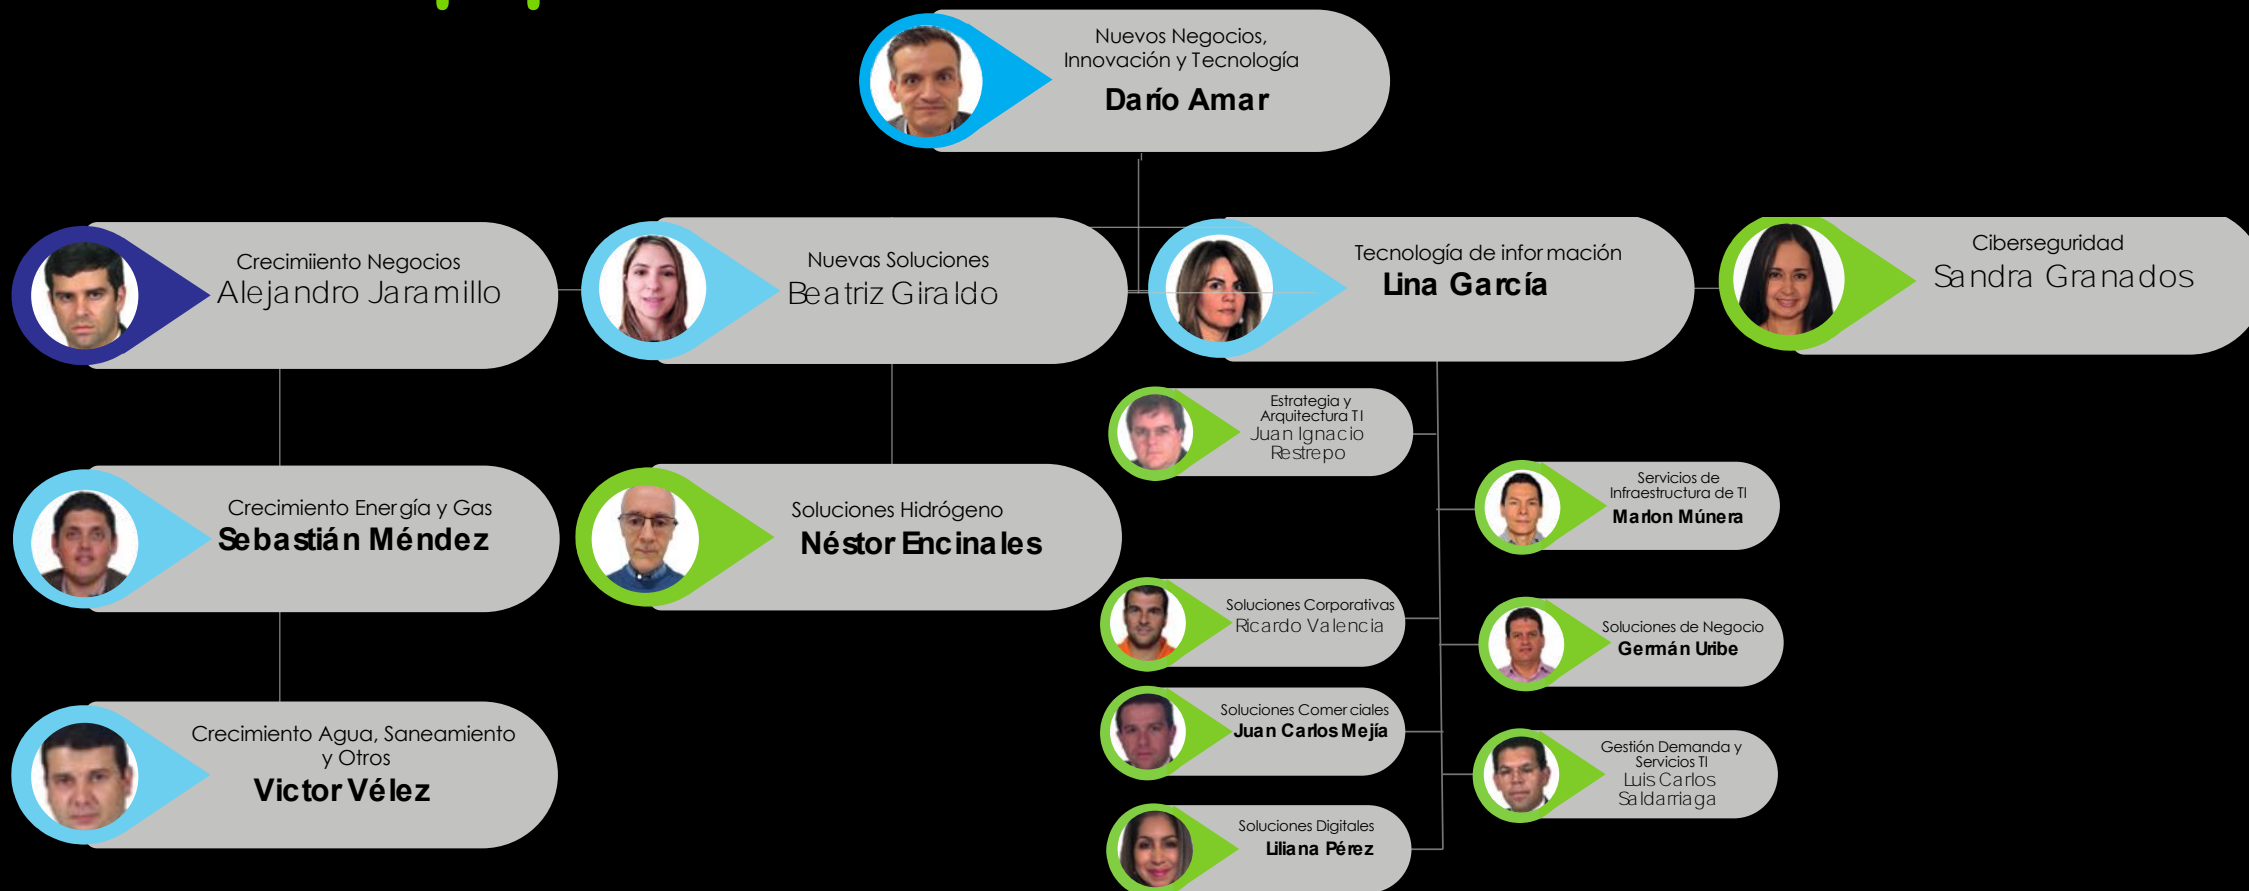 Nuevos Negocios,
Innovación y Tecnología
Darío Amar
Crecimiiento Negocios
Alejandro Jaramillo
Nuevas Soluciones
Beatriz Giraldo
Tecnología de información
Lina García
Ciberseguridad
Sandra Granados
Estrategia y
Arquitectura TI
Juan Ignacio
Restrepo
Servicios de
Infraestructura de TI
Marlon Múnera
Crecimiento Energía y Gas
Sebastián Méndez
Soluciones Hidrógeno
Néstor Encinales
Soluciones Corporativas
Ricardo Valencia
Soluciones de Negocio
Germán Uribe
Soluciones Comerciales
Juan Carlos Mejía
Crecimiento Agua, Saneamiento
y Otros
Victor Vélez
Gestión Demanda y
Servicios TI
Luis Carlos
Saldarriaga
Soluciones Digitales
Liliana Pérez